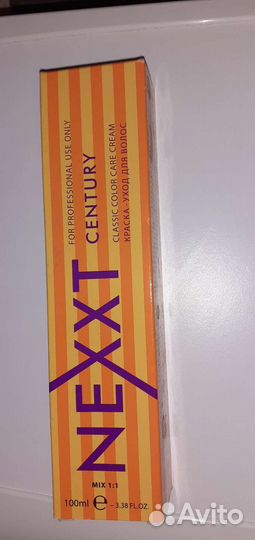 FOR PROFESSIONAL USE ONLY
CENTURY
CLASSIC COLOR CARE CREAM
КРАСКА-УХОД ДЛЯ ВОЛОС
NEXXT
MIX 1:1
100ml e – 3.38 FL.OZ.
Avito